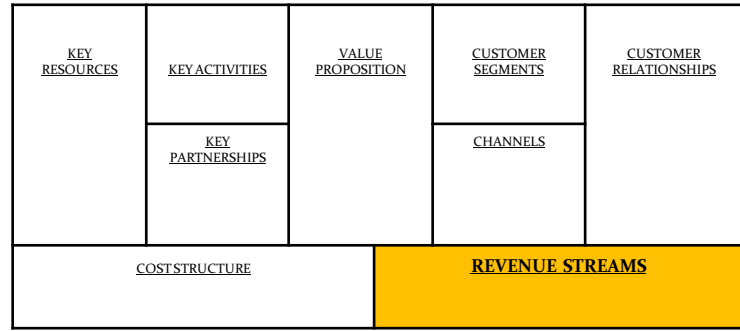 KEY
RESOURCES
KEY ACTIVITIES
VALUE
PROPOSITION
CUSTOMER
SEGMENTS
CUSTOMER
RELATIONSHIPS
KEY
PARTNERSHIPS
CHANNELS
COST STRUCTURE
REVENUE STREAMS